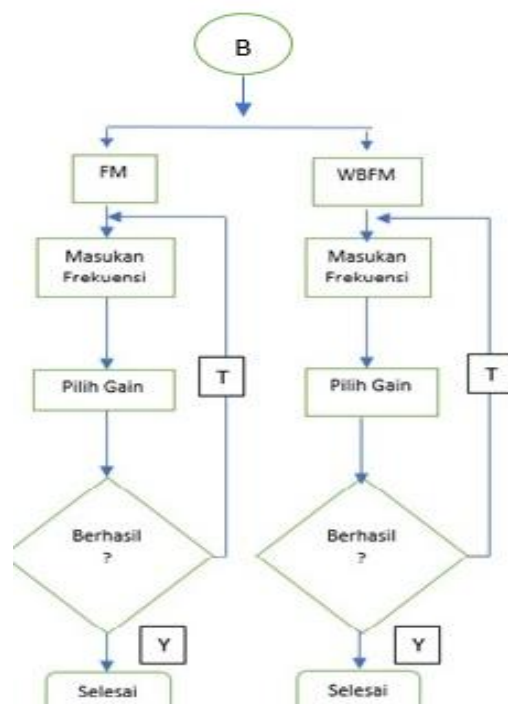 B
FM
Masukan
Frekuensi
Pilih Gain
T
Berhasil
?
Y
Selesai
WBFM
Masukan
Frekuensi
Pilih Gain
T
Berhasil
?
Y
Selesai